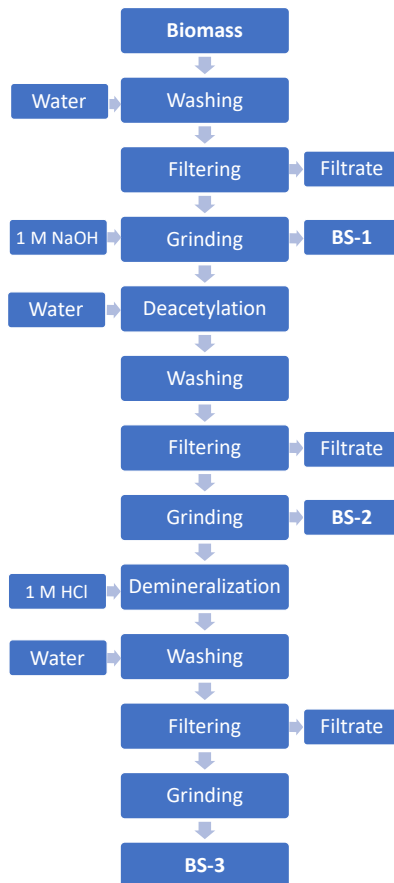 Biomass
Water
Washing
Filtering
Filtrate
1 M NaOH
Grinding
BS-1
Water
Deacetylation
Washing
Filtering
Filtrate
Grinding
BS-2
1 M HCl
Demineralization
Water
Washing
Filtering
Filtrate
Grinding
BS-3